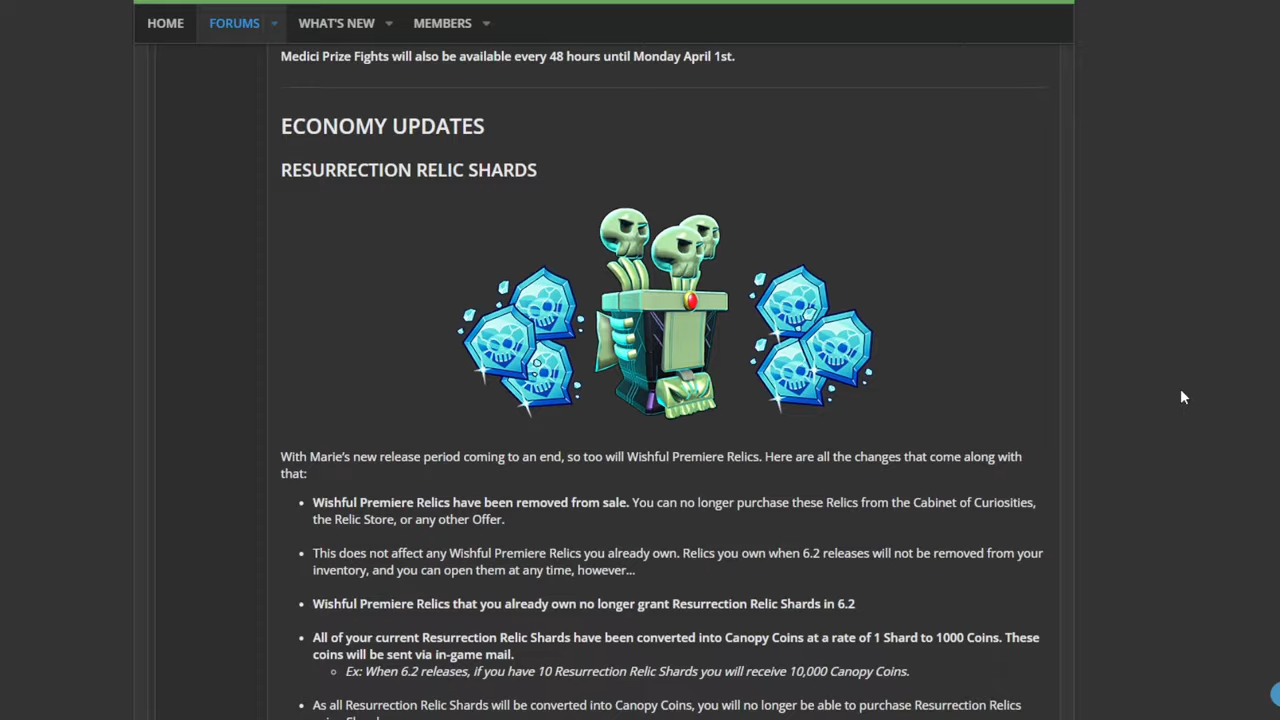 HOME FORUMS WHAT'S NEW MEMBERS
Medici Prize Fights will also be available every 48 hours until Monday April 1st.
ECONOMY UPDATES
RESURRECTION RELIC SHARDS
With Marie's new release period coming to an end, so too will Wishful Premiere Relics. Here are all the changes that come along with
that:
• Wishful Premiere Relics have been removed from sale. You can no longer purchase these Relics from the Cabinet of Curiosities,
the Relic Store, or any other Offer.
• This does not affect any Wishful Premiere Relics you already own. Relics you own when 6.2 releases will not be removed from your
inventory, and you can open them at any time, however...
• Wishful Premiere Relics that you already own no longer grant Resurrection Relic Shards in 6.2
• All of your current Resurrection Relic Shards have been converted into Canopy Coins at a rate of 1 Shard to 1000 Coins. These
coins will be sent via in-game mail.
Ex: When 6.2 releases, if you have 10 Resurrection Relic Shards you will receive 10,000 Canopy Coins.
• As all Resurrection Relic Shards will be converted into Canopy Coins, you will no longer be able to purchase Resurrection Relics